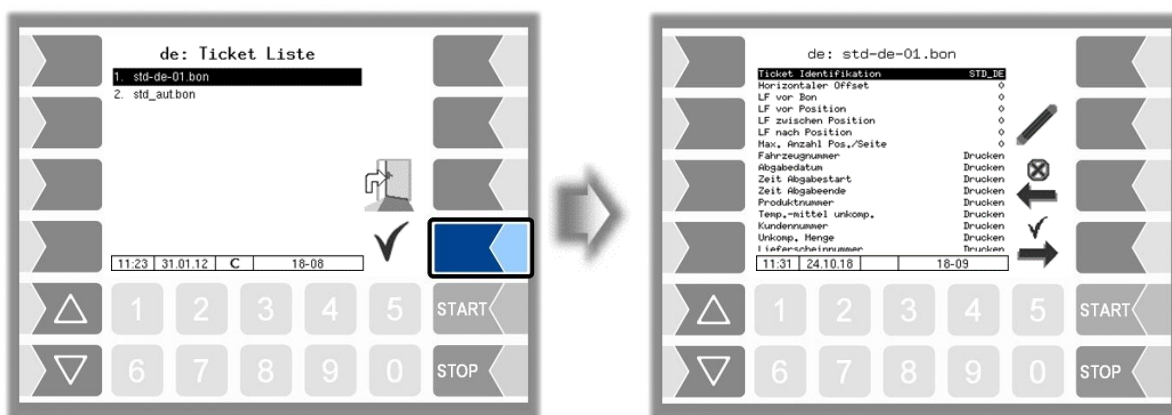 de: Ticket Liste
1. std-de-01.bon
2. std_aut.bon
11:23 31.01.12 C 18-08
1 2 3 4 5 START
6 7 8 9 0 STOP
de: std-de-01.bon
Ticket Identifikation STD_DE
Horizontaler Offset 0
LF vor Bon 0
LF vor Position 0
LF zwischen Position 0
LF nach Position 0
Max. Anzahl Pos./Seite 0
Fahrzeugnummer Drucken
Abgabedatum Drucken
Zeit Abgabestart Drucken
Zeit Abgabeende Drucken
Produktnummer Drucken
Temp.-mittel unkomp. Drucken
Kundennummer Drucken
Unkomp. Menge Drucken
Lieferscheinnummer Drucken
11:31 24.10.18 18-09
1 2 3 4 5 START
6 7 8 9 0 STOP